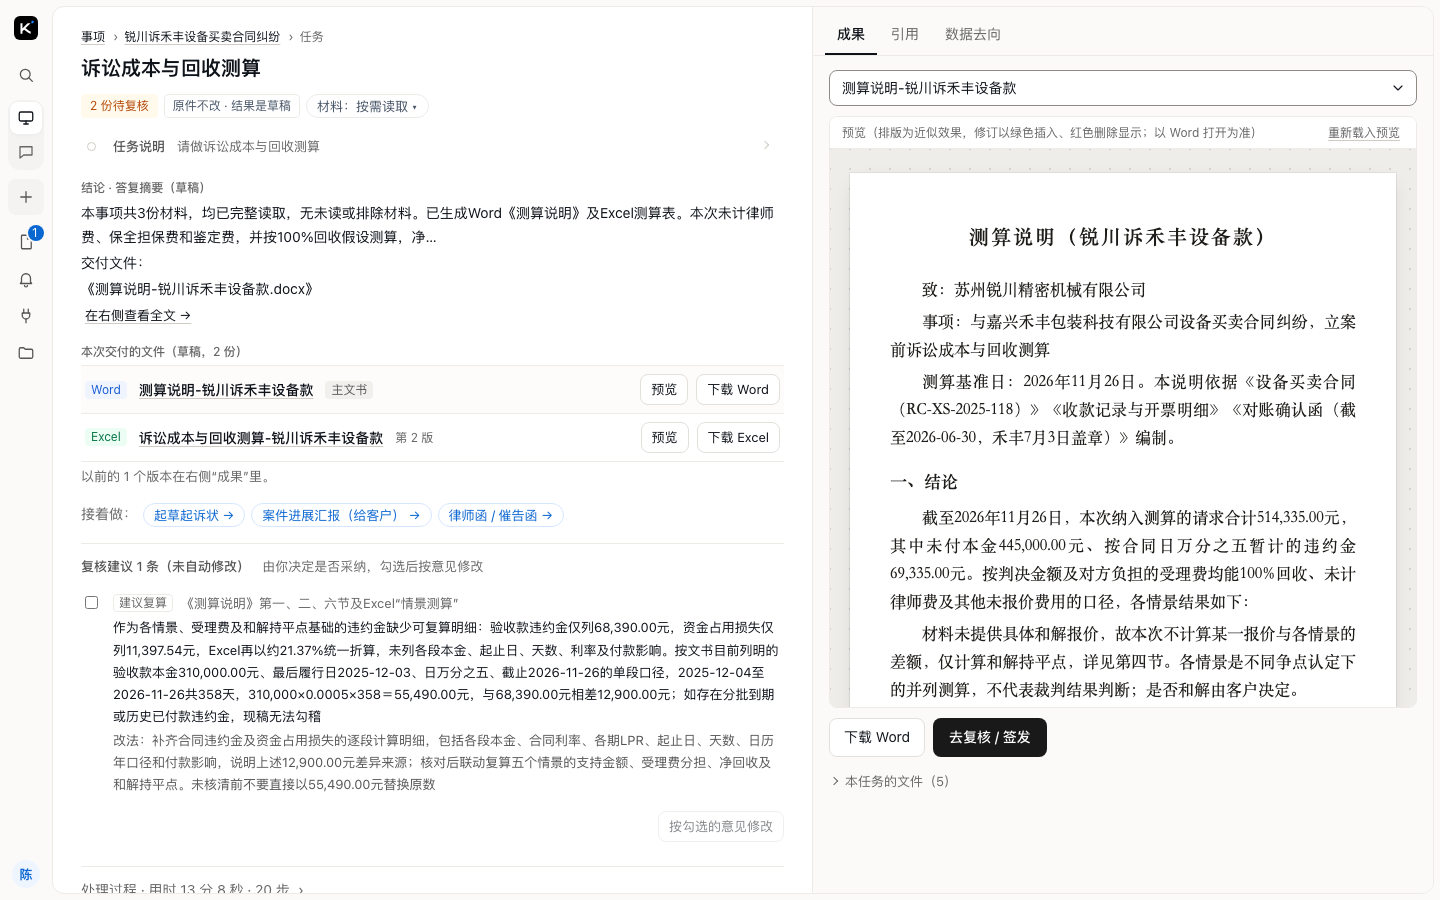 事项 › 锐川诉禾丰设备买卖合同纠纷 › 任务
诉讼成本与回收测算
2 份待复核 原件不改 · 结果是草稿 材料：按需读取
任务说明 请做诉讼成本与回收测算
结论 · 答复摘要（草稿）
本事项共3份材料，均已完整读取，无未读或排除材料。已生成Word《测算说明》及Excel测算表。本次未计律师
费、保全担保费和鉴定费，并按100%回收假设测算，净...
交付文件：
《测算说明-锐川诉禾丰设备款.docx》
在右侧查看全文 →
本次交付的文件（草稿，2 份）
Word 测算说明-锐川诉禾丰设备款 主文书 预览 下载 Word
Excel 诉讼成本与回收测算-锐川诉禾丰设备款 第 2 版 预览 下载 Excel
以前的 1 个版本在右侧“成果”里。
接着做： 起草起诉状 → 案件进展汇报（给客户） → 律师函 / 催告函 →
复核建议 1 条（未自动修改） 由你决定是否采纳，勾选后按意见修改
建议复算 《测算说明》第一、二、六节及Excel“情景测算”
作为各情景、受理费及和解持平点基础的违约金缺少可复算明细：验收款违约金仅列68,390.00元，资金占用损失仅
列11,397.54元，Excel再以约21.37%统一折算，未列各段本金、起止日、天数、利率及付款影响。按文书目前列明的
验收款本金310,000.00元、最后履行日2025-12-03、日万分之五、截止2026-11-26的单段口径，2025-12-04至
2026-11-26共358天，310,000×0.0005×358＝55,490.00元，与68,390.00元相差12,900.00元；如存在分批到期
或历史已付款违约金，现稿无法勾稽
改法：补齐合同违约金及资金占用损失的逐段计算明细，包括各段本金、合同利率、各期LPR、起止日、天数、日历
年口径和付款影响，说明上述12,900.00元差异来源；核对后联动复算五个情景的支持金额、受理费分担、净回收及
和解持平点。未核清前不要直接以55,490.00元替换原数
按勾选的意见修改
处理过程 · 用时 13 分 8 秒 · 20 步 ›
1
陈
成果 引用 数据去向
测算说明-锐川诉禾丰设备款
预览（排版为近似效果，修订以绿色插入、红色删除显示；以 Word 打开为准） 重新载入预览
测算说明（锐川诉禾丰设备款）
致：苏州锐川精密机械有限公司
事项：与嘉兴禾丰包装科技有限公司设备买卖合同纠纷，立案
前诉讼成本与回收测算
测算基准日：2026年11月26日。本说明依据《设备买卖合同
（RC-XS-2025-118）》《收款记录与开票明细》《对账确认函（截
至2026-06-30，禾丰7月3日盖章）》编制。
一、结论
截至2026年11月26日，本次纳入测算的请求合计514,335.00元，
其中未付本金445,000.00元、按合同日万分之五暂计的违约金
69,335.00元。按判决金额及对方负担的受理费均能100%回收、未计
律师费及其他未报价费用的口径，各情景结果如下：
材料未提供具体和解报价，故本次不计算某一报价与各情景的
差额，仅计算和解持平点，详见第四节。各情景是不同争点认定下
的并列测算，不代表裁判结果判断；是否和解由客户决定。
下载 Word 去复核 / 签发
本任务的文件（5）